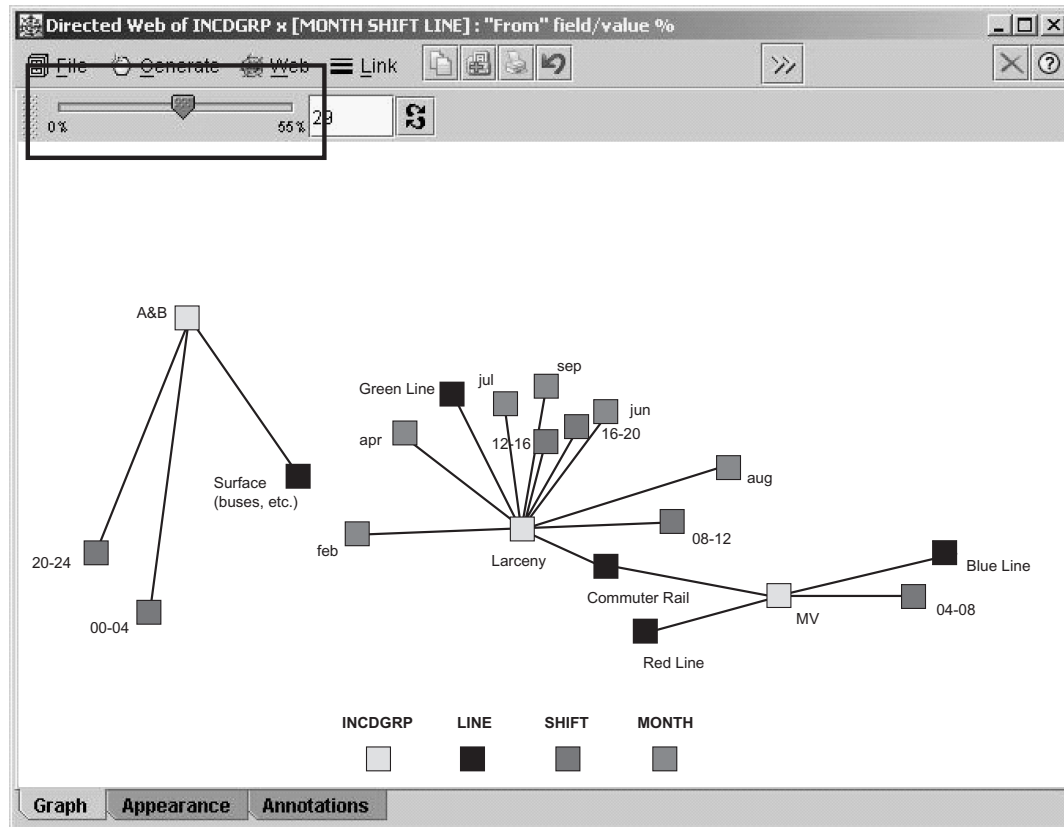 Directed Web of INCDGRP x [MONTH SHIFT LINE] : "From" field/value %
File Generate Web Link
0% 55% 29
A&B
sep
jul
Green Line
jun
apr
12-16
16-20
aug
Surface
(buses, etc.)
08-12
feb
20-24
Larceny
Blue Line
Commuter Rail
04-08
00-04
MV
Red Line
INCDGRP LINE SHIFT MONTH
Graph Appearance Annotations